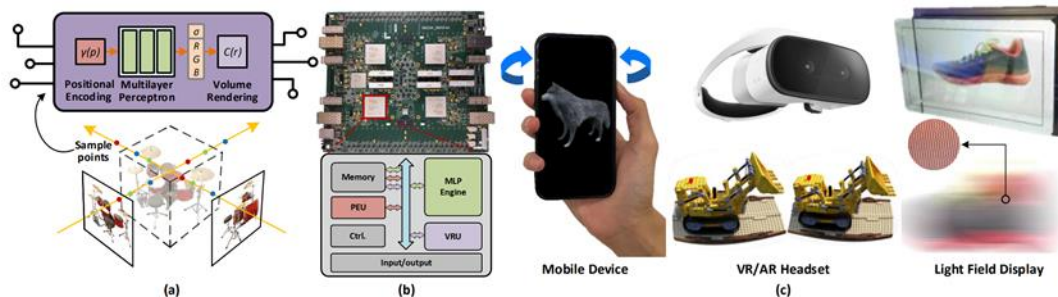 γ(p)
σ
R
G
B
C(r)
Positional
Encoding
Multilayer
Perceptron
Volume
Rendering
Sample
points
(a)
Memory
PEU
Ctrl.
MLP
Engine
VRU
Input/output
(b)
Mobile Device
VR/AR Headset
(c)
Light Field Display